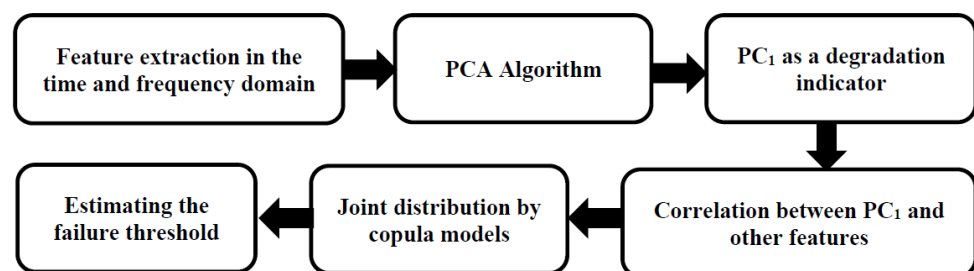 Feature extraction in the
time and frequency domain
PCA Algorithm
PC₁ as a degradation
indicator
Correlation between PC₁ and
other features
Joint distribution by
copula models
Estimating the
failure threshold